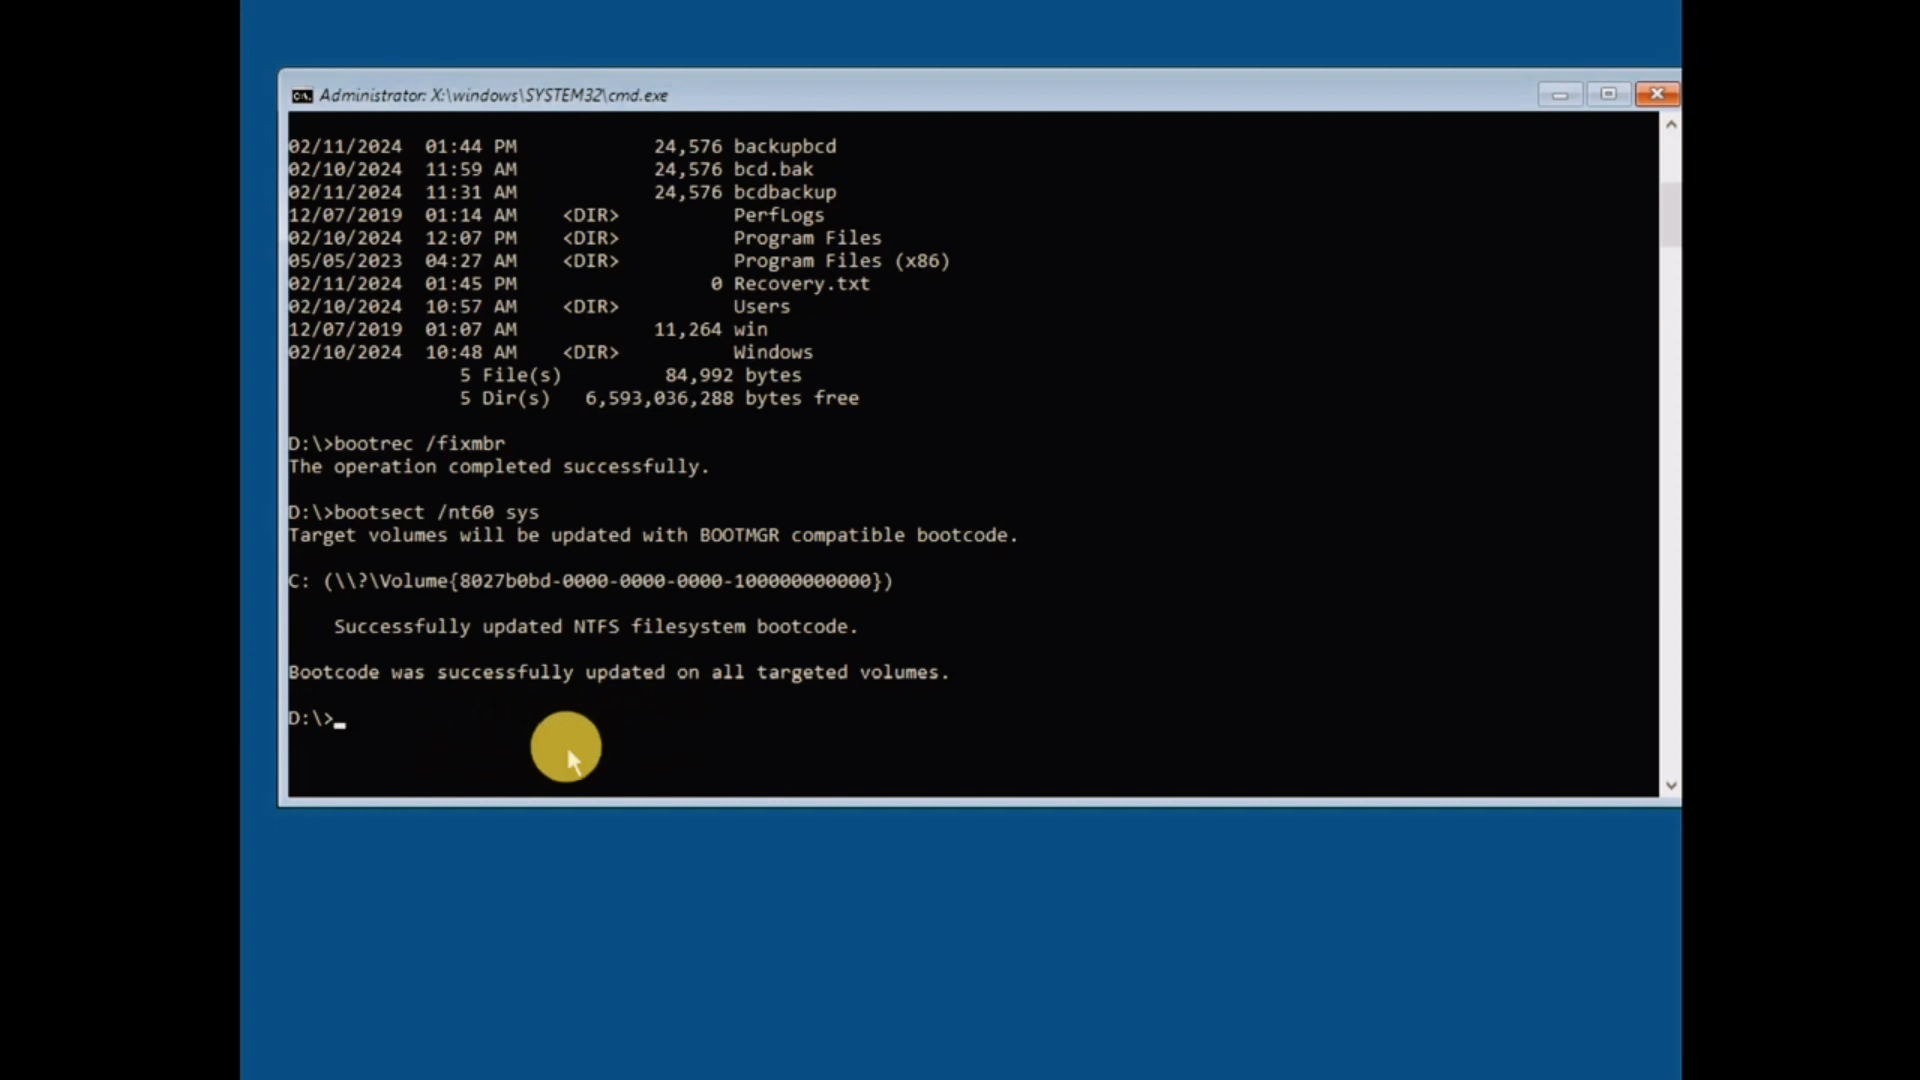 Administrator: X:\windows\SYSTEM32\cmd.exe
02/11/2024  01:44 PM            24,576 backupbcd
02/10/2024  11:59 AM            24,576 bcd.bak
02/11/2024  11:31 AM            24,576 bcdbackup
12/07/2019  01:14 AM    <DIR>          PerfLogs
02/10/2024  12:07 PM    <DIR>          Program Files
05/05/2023  04:27 AM    <DIR>          Program Files (x86)
02/11/2024  01:45 PM                 0 Recovery.txt
02/10/2024  10:57 AM    <DIR>          Users
12/07/2019  01:07 AM            11,264 win
02/10/2024  10:48 AM    <DIR>          Windows
               5 File(s)         84,992 bytes
               5 Dir(s)   6,593,036,288 bytes free
D:\>bootrec /fixmbr
The operation completed successfully.
D:\>bootsect /nt60 sys
Target volumes will be updated with BOOTMGR compatible bootcode.
C: (\\?\Volume{8027b0bd-0000-0000-0000-100000000000})
    Successfully updated NTFS filesystem bootcode.
Bootcode was successfully updated on all targeted volumes.
D:\>